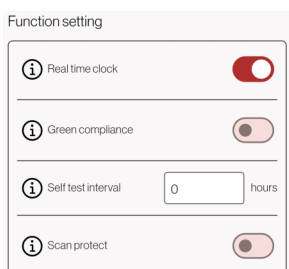 Function setting
Real time clock
Green compliance
Self test interval 0 hours
Scan protect